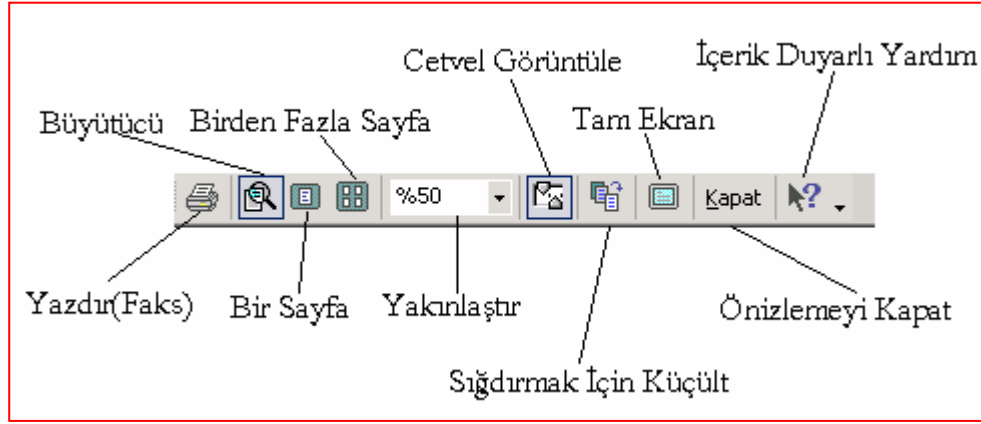 Cetvel Görüntüle
İçerik Duyarlı Yardım
Büyütücü
Birden Fazla Sayfa
Tam Ekran
%50
Kapat
Yazdır(Faks)
Bir Sayfa
Yakınlaştır
Önizlemeyi Kapat
Sığdırmak İçin Küçült